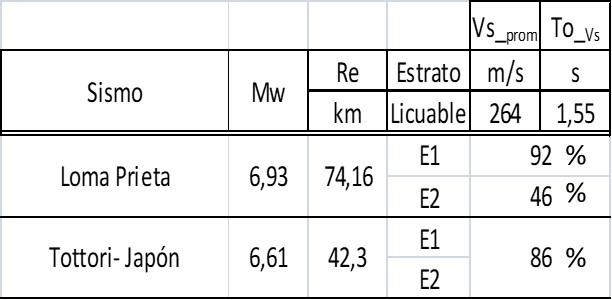 Vs_prom To_Vs
Sismo Mw Re Estrato m/s s
km Licuable 264 1,55
Loma Prieta 6,93 74,16 E1 92 %
E2 46 %
Tottori- Japón 6,61 42,3 E1 86 %
E2